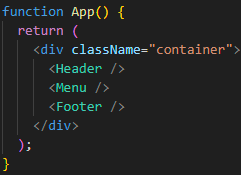 function App() {
  return (
    <div className="container">
      <Header />
      <Menu />
      <Footer />
    </div>
  );
}